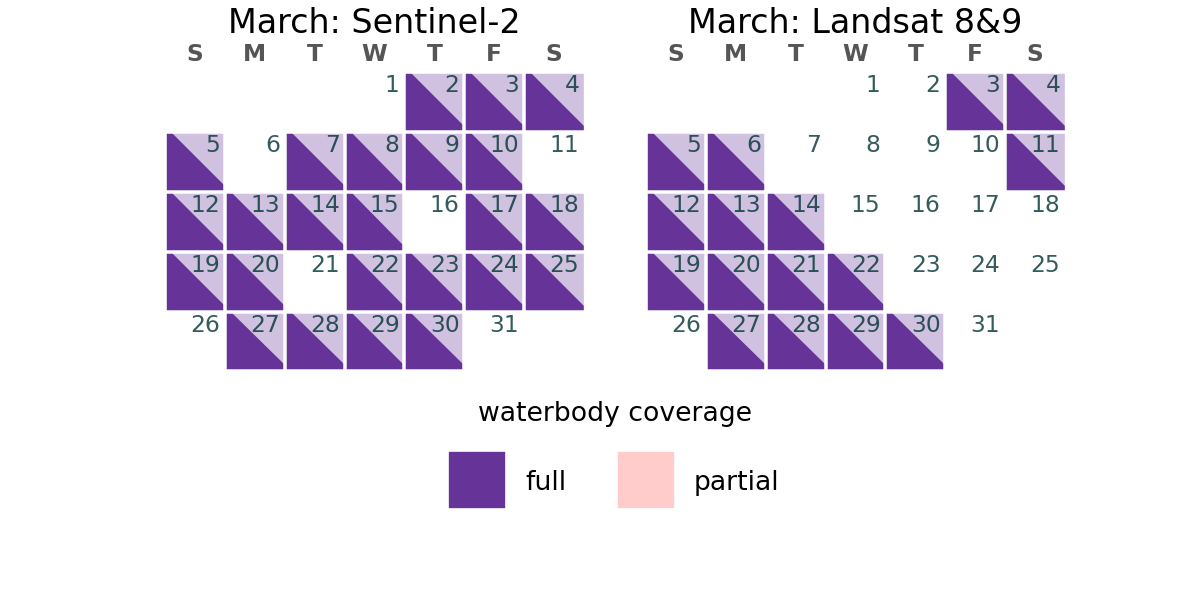 March: Sentinel-2
S M T W T F S
1 2 3 4
5 6 7 8 9 10 11
12 13 14 15 16 17 18
19 20 21 22 23 24 25
26 27 28 29 30 31
March: Landsat 8&9
S M T W T F S
1 2 3 4
5 6 7 8 9 10 11
12 13 14 15 16 17 18
19 20 21 22 23 24 25
26 27 28 29 30 31
waterbody coverage
full partial